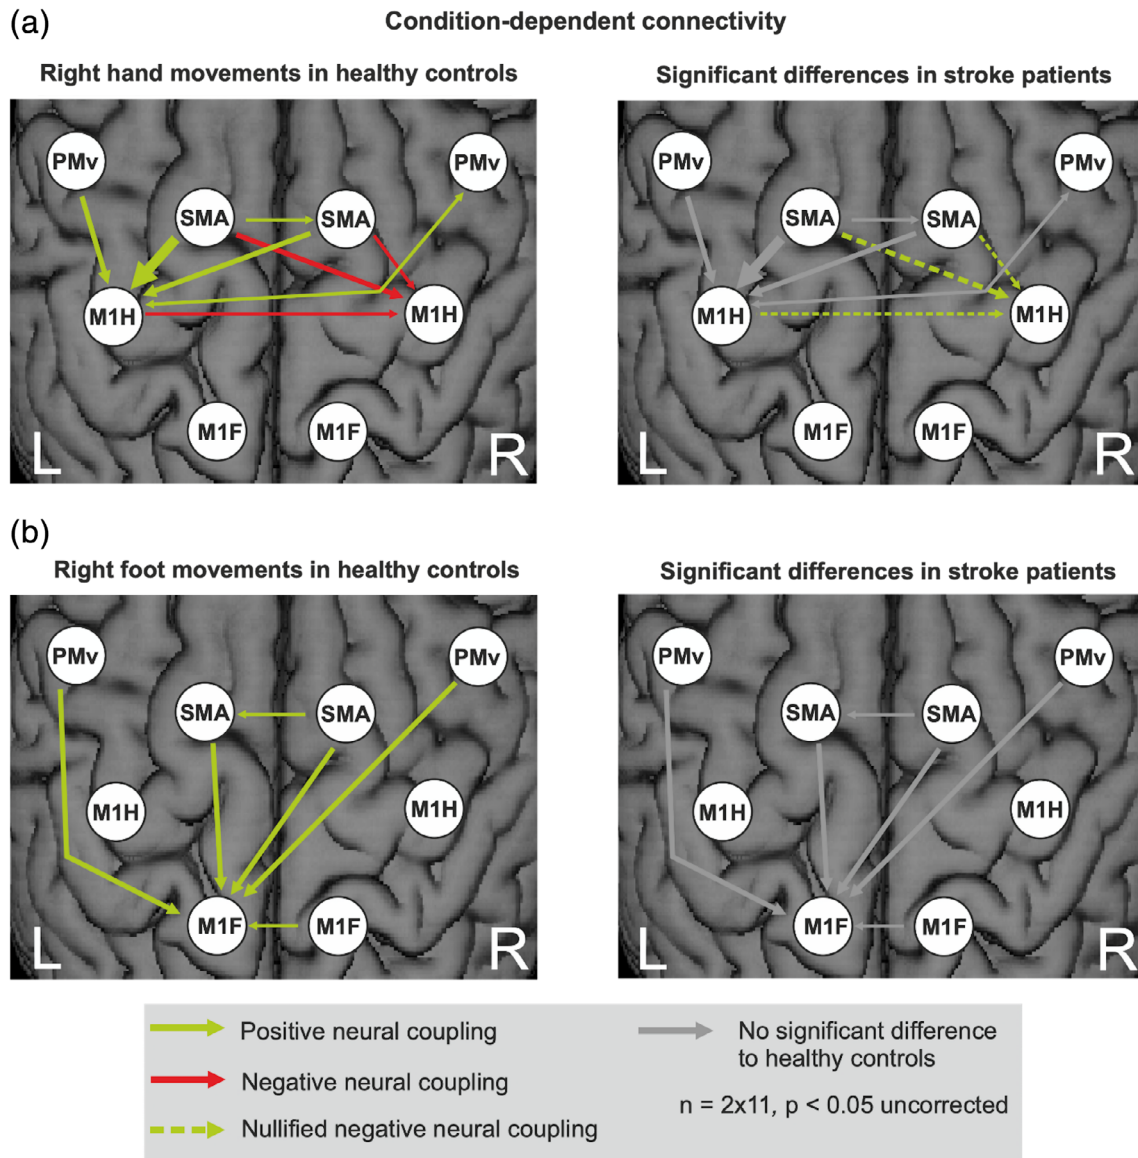 (a)
Condition-dependent connectivity
Right hand movements in healthy controls
Significant differences in stroke patients
PMv
PMv
SMA
SMA
M1H
M1H
M1F
M1F
L
R
PMv
PMv
SMA
SMA
M1H
M1H
M1F
M1F
L
R
(b)
Right foot movements in healthy controls
Significant differences in stroke patients
PMv
PMv
SMA
SMA
M1H
M1H
M1F
M1F
L
R
PMv
PMv
SMA
SMA
M1H
M1H
M1F
M1F
L
R
Positive neural coupling
Negative neural coupling
Nullified negative neural coupling
No significant difference
to healthy controls
n = 2x11, p < 0.05 uncorrected